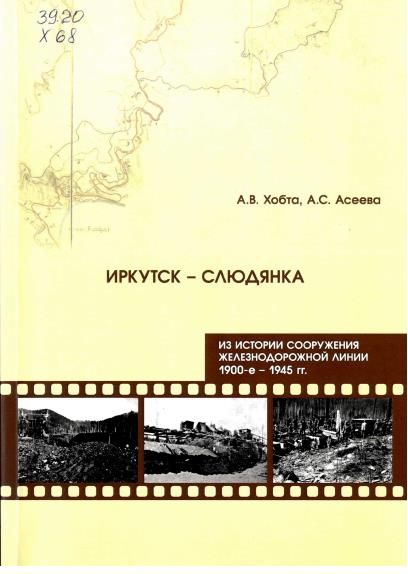 39.20
Х 68
А.В. Хобта, А.С. Асеева
ИРКУТСК – СЛЮДЯНКА
ИЗ ИСТОРИИ СООРУЖЕНИЯ
ЖЕЛЕЗНОДОРОЖНОЙ ЛИНИИ
1900-е – 1945 гг.